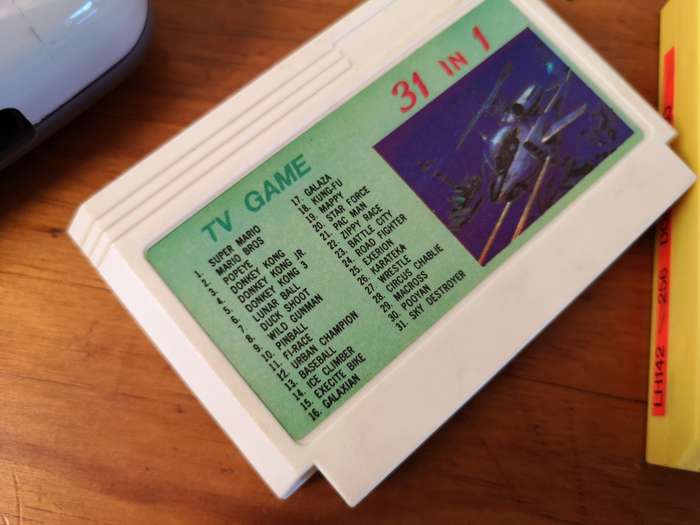 31 IN 1
TV GAME
1. SUPER MARIO
2. MARIO BROS
3. POPEYE
4. DONKEY KONG
5. DONKEY KONG JR.
6. DONKEY KONG 3
7. LUNAR BALL
8. DUCK SHOOT
9. WILD GUNMAN
10. PINBALL
11. FI-RACE
12. URBAN CHAMPION
13. BASEBALL
14. ICE CLIMBER
15. EXECITE BIKE
16. GALAXIAN
17. GALAZA
18. KUNG-FU
19. MAPPY
20. STAR FORCE
21. PAC MAN
22. ZIPPY RACE
23. BATTLE CITY
24. ROAD FIGHTER
25. EXERION
26. KARATEKA
27. WRESTLE
28. CIRCUS CHABLIE
29. MACROSS
30. POOYAN
31. SKY DESTROYER
LH142 256